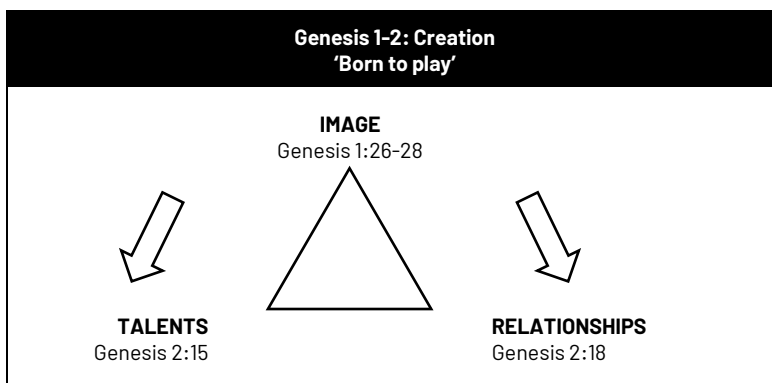 Genesis 1-2: Creation
‘Born to play’
IMAGE
Genesis 1:26-28
TALENTS
Genesis 2:15
RELATIONSHIPS
Genesis 2:18